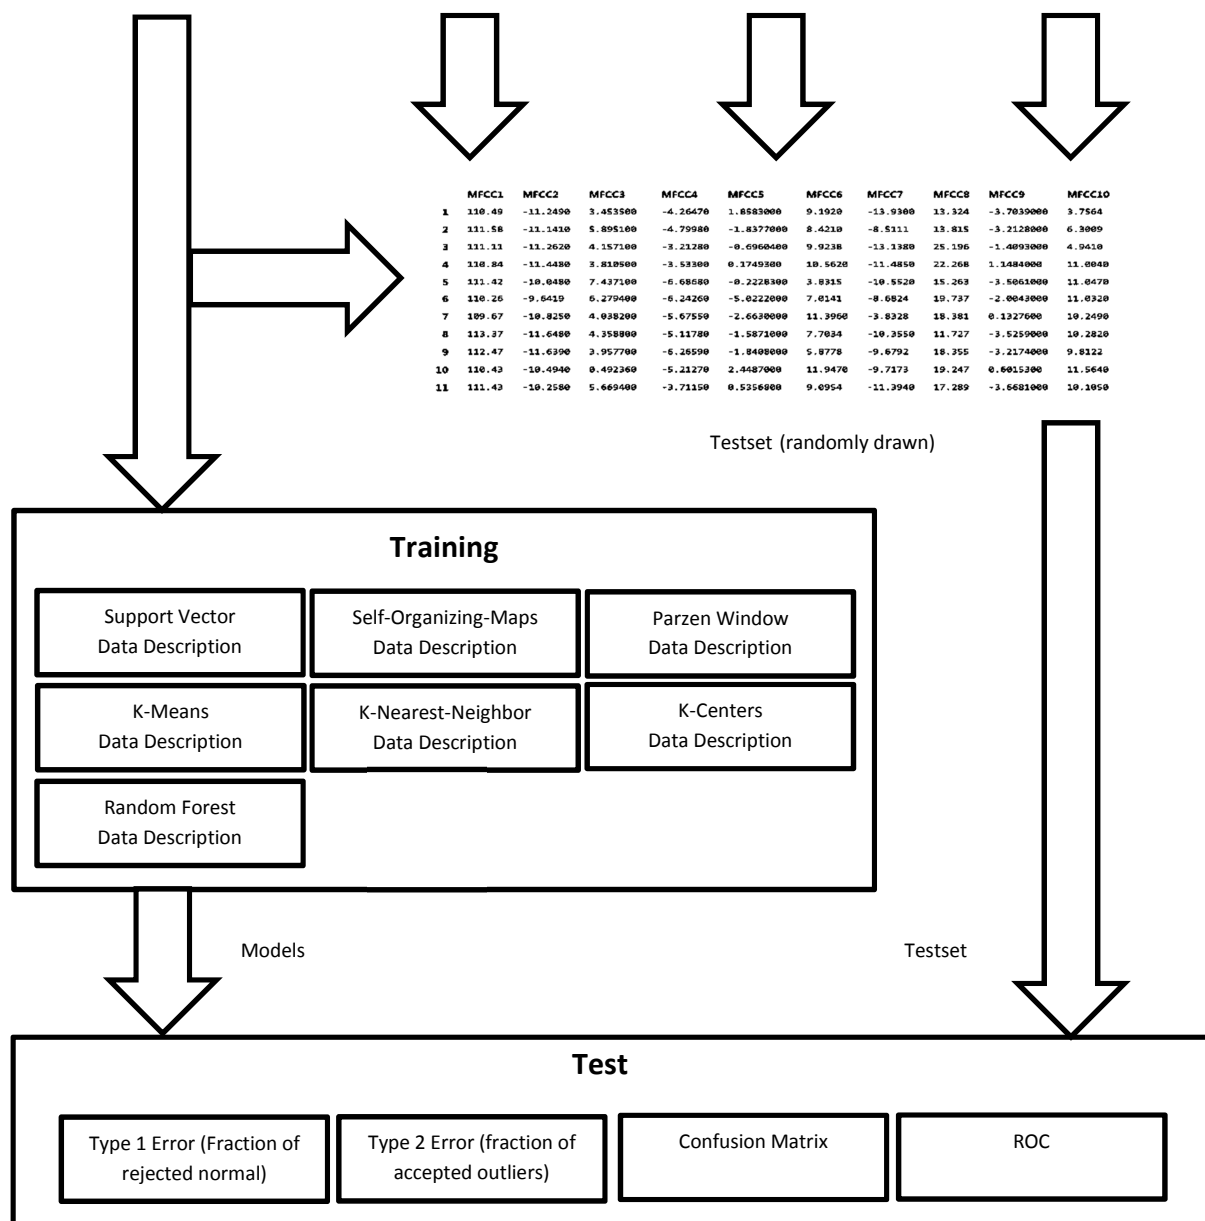 MFCC1 MFCC2 MFCC3 MFCC4 MFCC5 MFCC6 MFCC7 MFCC8 MFCC9 MFCC10
1 110.49 -11.2490 3.453500 -4.26470 1.8583000 9.1920 -13.9300 13.324 -3.7039000 3.7564
2 111.58 -11.1410 5.895100 -4.79980 -1.8377000 8.4210 -8.5111 13.815 -3.2128000 6.3009
3 111.11 -11.2620 4.157100 -3.21280 -0.6960400 9.9238 -13.1380 25.196 -1.4093000 4.9410
4 110.84 -11.4480 3.810500 -3.53300 0.1749300 10.5620 -11.4850 22.268 1.1484000 11.0040
5 111.42 -10.0480 7.437100 -6.68680 -0.2228300 3.8315 -10.5520 15.263 -3.5061000 11.0470
6 110.26 -9.6419 6.279400 -6.24260 -5.0222000 7.0141 -8.6824 19.737 -2.0043000 11.0320
7 109.67 -10.8250 4.038200 -5.67550 -2.6630000 11.3960 -3.8328 18.381 0.1327600 10.2490
8 113.37 -11.6480 4.358800 -5.11780 -1.5871000 7.7034 -10.3550 11.727 -3.5259000 10.2820
9 112.47 -11.6390 3.957700 -6.26590 -1.8408000 5.8778 -9.6792 18.355 -3.2174000 9.8122
10 110.43 -10.4940 0.492360 -5.21270 2.4487000 11.9470 -9.7173 19.247 0.6015300 11.5640
11 111.43 -10.2580 5.669400 -3.71150 0.5356800 9.0954 -11.3940 17.289 -3.6681000 10.1050
Testset (randomly drawn)
Training
Support Vector
Data Description
Self-Organizing-Maps
Data Description
Parzen Window
Data Description
K-Means
Data Description
K-Nearest-Neighbor
Data Description
K-Centers
Data Description
Random Forest
Data Description
Models
Testset
Test
Type 1 Error (Fraction of
rejected normal)
Type 2 Error (fraction of
accepted outliers)
Confusion Matrix
ROC